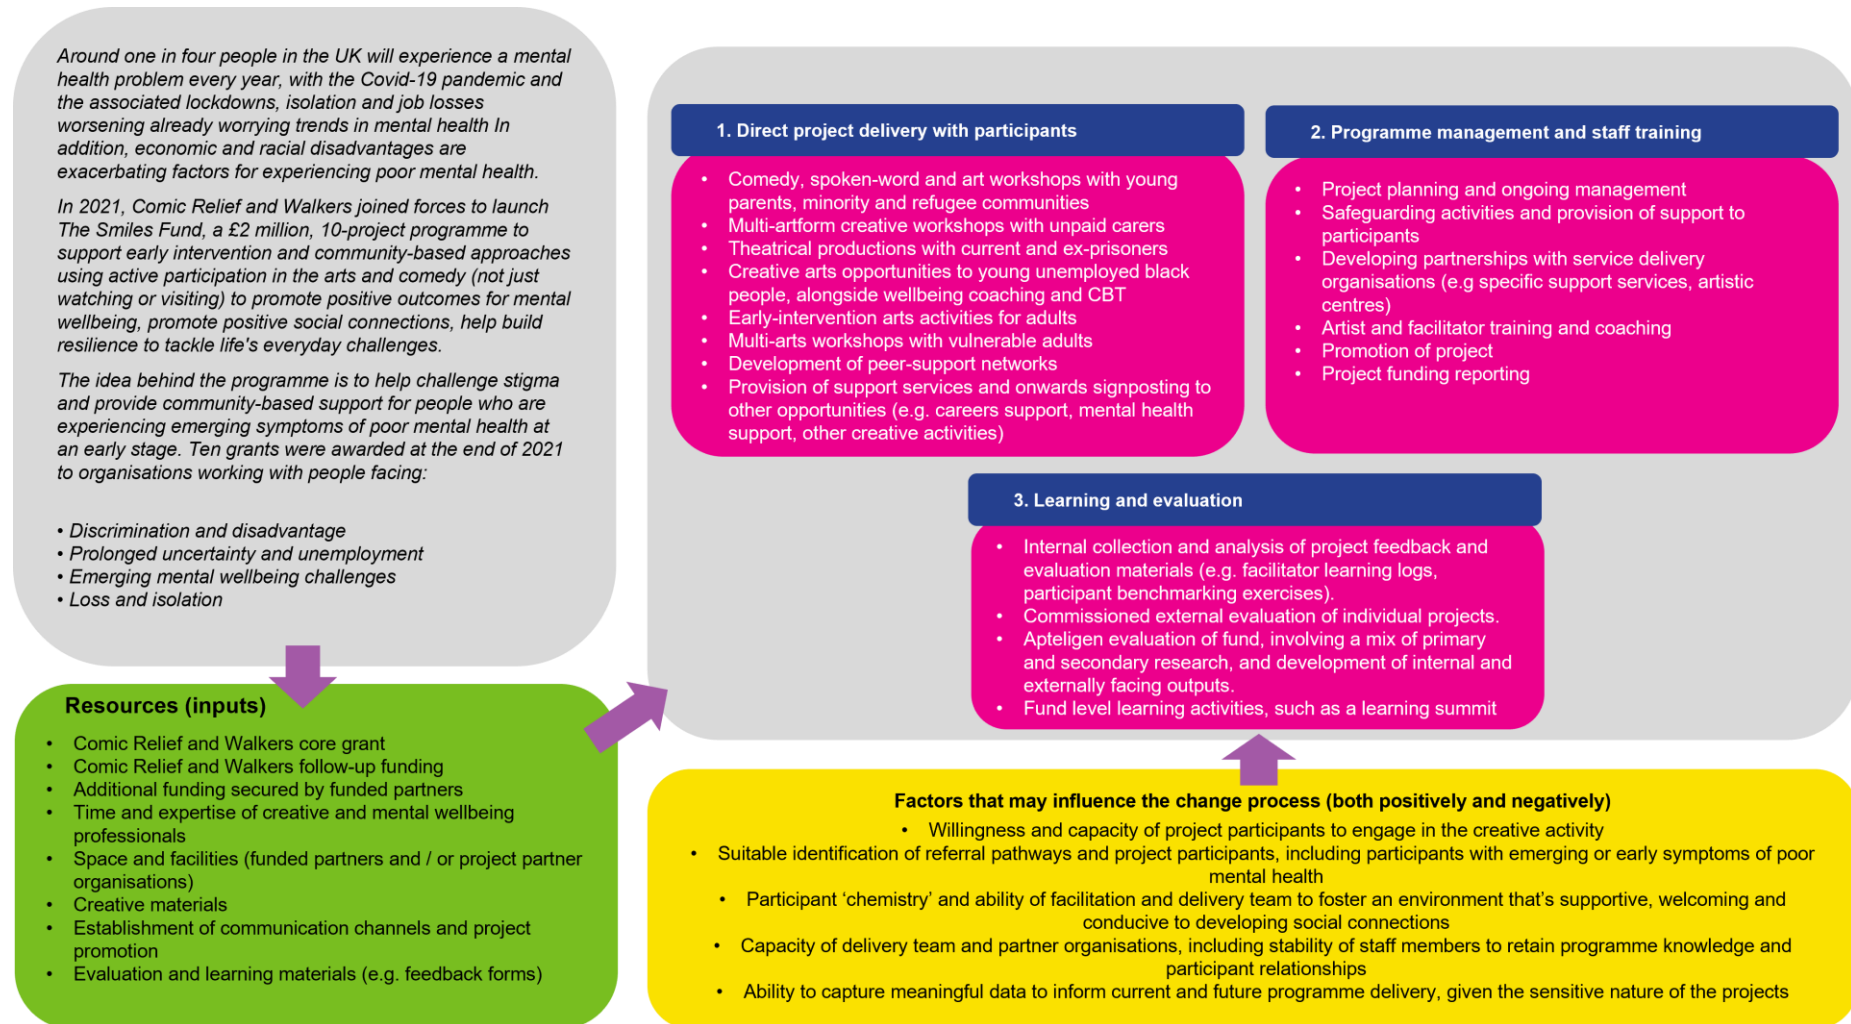 Around one in four people in the UK will experience a mental
health problem every year, with the Covid-19 pandemic and
the associated lockdowns, isolation and job losses
worsening already worrying trends in mental health In
addition, economic and racial disadvantages are
exacerbating factors for experiencing poor mental health.
In 2021, Comic Relief and Walkers joined forces to launch
The Smiles Fund, a £2 million, 10-project programme to
support early intervention and community-based approaches
using active participation in the arts and comedy (not just
watching or visiting) to promote positive outcomes for mental
wellbeing, promote positive social connections, help build
resilience to tackle life's everyday challenges.
The idea behind the programme is to help challenge stigma
and provide community-based support for people who are
experiencing emerging symptoms of poor mental health at
an early stage. Ten grants were awarded at the end of 2021
to organisations working with people facing:
• Discrimination and disadvantage
• Prolonged uncertainty and unemployment
• Emerging mental wellbeing challenges
• Loss and isolation
Resources (inputs)
• Comic Relief and Walkers core grant
• Comic Relief and Walkers follow-up funding
• Additional funding secured by funded partners
• Time and expertise of creative and mental wellbeing
professionals
• Space and facilities (funded partners and / or project partner
organisations)
• Creative materials
• Establishment of communication channels and project
promotion
• Evaluation and learning materials (e.g. feedback forms)
1. Direct project delivery with participants
• Comedy, spoken-word and art workshops with young
parents, minority and refugee communities
• Multi-artform creative workshops with unpaid carers
• Theatrical productions with current and ex-prisoners
• Creative arts opportunities to young unemployed black
people, alongside wellbeing coaching and CBT
• Early-intervention arts activities for adults
• Multi-arts workshops with vulnerable adults
• Development of peer-support networks
• Provision of support services and onwards signposting to
other opportunities (e.g. careers support, mental health
support, other creative activities)
2. Programme management and staff training
• Project planning and ongoing management
• Safeguarding activities and provision of support to
participants
• Developing partnerships with service delivery
organisations (e.g specific support services, artistic
centres)
• Artist and facilitator training and coaching
• Promotion of project
• Project funding reporting
3. Learning and evaluation
• Internal collection and analysis of project feedback and
evaluation materials (e.g. facilitator learning logs,
participant benchmarking exercises).
• Commissioned external evaluation of individual projects.
• Apteligen evaluation of fund, involving a mix of primary
and secondary research, and development of internal and
externally facing outputs.
• Fund level learning activities, such as a learning summit
Factors that may influence the change process (both positively and negatively)
• Willingness and capacity of project participants to engage in the creative activity
• Suitable identification of referral pathways and project participants, including participants with emerging or early symptoms of poor
mental health
• Participant ‘chemistry’ and ability of facilitation and delivery team to foster an environment that’s supportive, welcoming and
conducive to developing social connections
• Capacity of delivery team and partner organisations, including stability of staff members to retain programme knowledge and
participant relationships
• Ability to capture meaningful data to inform current and future programme delivery, given the sensitive nature of the projects